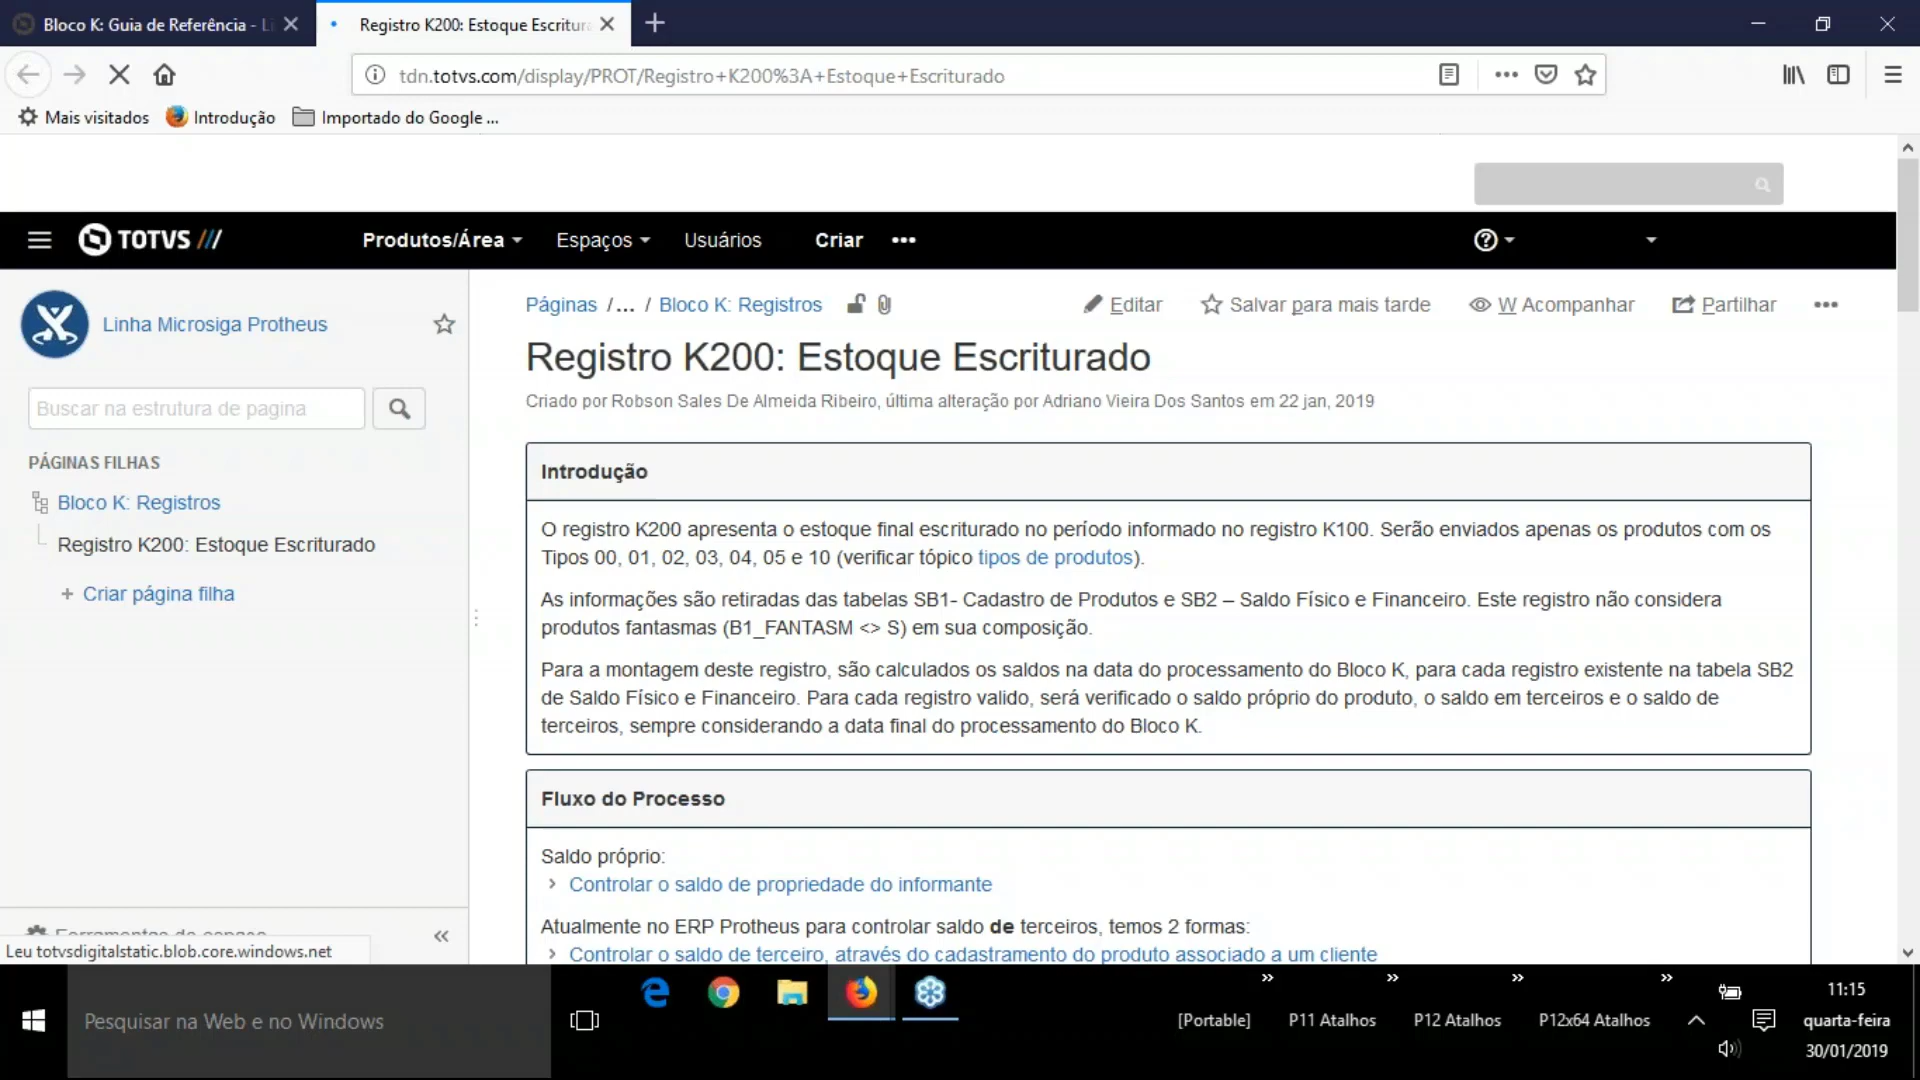 Bloco K: Guia de Referência - Li
Registro K200: Estoque Escritura
tdn.totvs.com/display/PROT/Registro+K200%3A+Estoque+Escriturado
Mais visitados
Introdução
Importado do Google ...
TOTVS
Produtos/Área
Espaços
Usuários
Criar
Linha Microsiga Protheus
Buscar na estrutura de pagina
PÁGINAS FILHAS
Bloco K: Registros
Registro K200: Estoque Escriturado
+ Criar página filha
Ferramentas do espaço
Leu totvsdigitalstatic.blob.core.windows.net
Páginas /... / Bloco K: Registros
Editar
Salvar para mais tarde
W Acompanhar
Partilhar
Registro K200: Estoque Escriturado
Criado por Robson Sales De Almeida Ribeiro, última alteração por Adriano Vieira Dos Santos em 22 jan, 2019
Introdução
O registro K200 apresenta o estoque final escriturado no período informado no registro K100. Serão enviados apenas os produtos com os
Tipos 00, 01, 02, 03, 04, 05 e 10 (verificar tópico tipos de produtos).
As informações são retiradas das tabelas SB1- Cadastro de Produtos e SB2 – Saldo Físico e Financeiro. Este registro não considera
produtos fantasmas (B1_FANTASM <> S) em sua composição.
Para a montagem deste registro, são calculados os saldos na data do processamento do Bloco K, para cada registro existente na tabela SB2
de Saldo Físico e Financeiro. Para cada registro valido, será verificado o saldo próprio do produto, o saldo em terceiros e o saldo de
terceiros, sempre considerando a data final do processamento do Bloco K.
Fluxo do Processo
Saldo próprio:
Controlar o saldo de propriedade do informante
Atualmente no ERP Protheus para controlar saldo de terceiros, temos 2 formas:
Controlar o saldo de terceiro, através do cadastramento do produto associado a um cliente
Pesquisar na Web e no Windows
[Portable]
P11 Atalhos
P12 Atalhos
P12x64 Atalhos
11:15
quarta-feira
30/01/2019